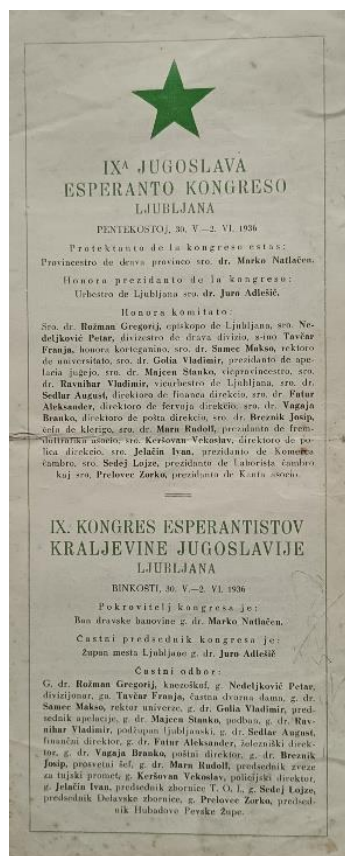 IXᴬ JUGOSLAVA
ESPERANTO KONGRESO
LJUBLJANA
PENTEKOSTOJ, 30. V.—2. VI. 1936
Protektanto de la kongreso estas:
Provincestro de drava provinco sro. dr. Marko Natlačen.
Honora prezidanto de la kongreso:
Urbestro de Ljubljana sro. dr. Juro Adlešič.
Honora komitato:
Sro. dr. Rožman Gregorij, episkopo de Ljubljana, sro. Ne-
deljković Petar, divizestro de drava divizio, s-ino Tavčar
Franja, honora korteganino, sro. dr. Samec Makso, rektoro
de universitato, sro. dr. Golia Vladimir, prezidanto de ape-
lacia juĝejo, sro. dr. Majcen Stanko, vicprovincestro, sro.
dr. Ravnihar Vladimir, vicurbestro de Ljubljana, sro. dr.
Sedlar August, direktoro de financa direkcio, sro. dr. Fatur
Aleksander, direktoro de fervoja direkcio, sro. dr. Vagaja
Branko, direktoro de poŝta direkcio, sro. dr. Breznik Josip,
ĉefo de klerigo, sro. dr. Marn Rudolf, prezidanto de frem-
dultrafika asocio, sro. Keršovan Vekoslav, direktoro de po-
lica direkcio, sro. Jelačin Ivan, prezidanto de Komerca
ĉambro, sro. Sedej Lojze, prezidanto de Laborista ĉambro
kaj sro. Prelovec Zorko, prezidanto de Kanta asocio.
IX. KONGRES ESPERANTISTOV
KRALJEVINE JUGOSLAVIJE
LJUBLJANA
BINKOSTI, 30. V.—2. VI. 1936
Pokrovitelj kongresa je:
Ban dravske banovine g. dr. Marko Natlačen.
Častni predsednik kongresa je:
Župan mesta Ljubljane g. dr. Juro Adlešič
Častni odbor:
G. dr. Rožman Gregorij, knezoškof, g. Nedeljković Petar,
divizijonar, ga. Tavčar Franja, častna dvorna dama, g. dr.
Samec Makso, rektor univerze, g. dr. Golia Vladimir, pred-
sednik apelacije, g. dr. Majcen Stanko, podban, g. dr. Rav-
nihar Vladimir, podžupan ljubljanski, g. dr. Sedlar August,
finančni direktor, g. dr. Fatur Aleksander, železniški direk-
tor, g. dr. Vagaja Branko, poštni direktor, g. dr. Breznik
Josip, prosvetni šef, g. dr. Marn Rudolf, predsednik zveze
za tujski promet, g. Keršovan Vekoslav, policijski direktor,
g. Jelačin Ivan, predsednik zbornice T. O. I., g. Sedej Lojze,
predsednik Delavske zbornice, g. Prelovec Zorko, predsed-
nik Hubadove Pevske Župe.